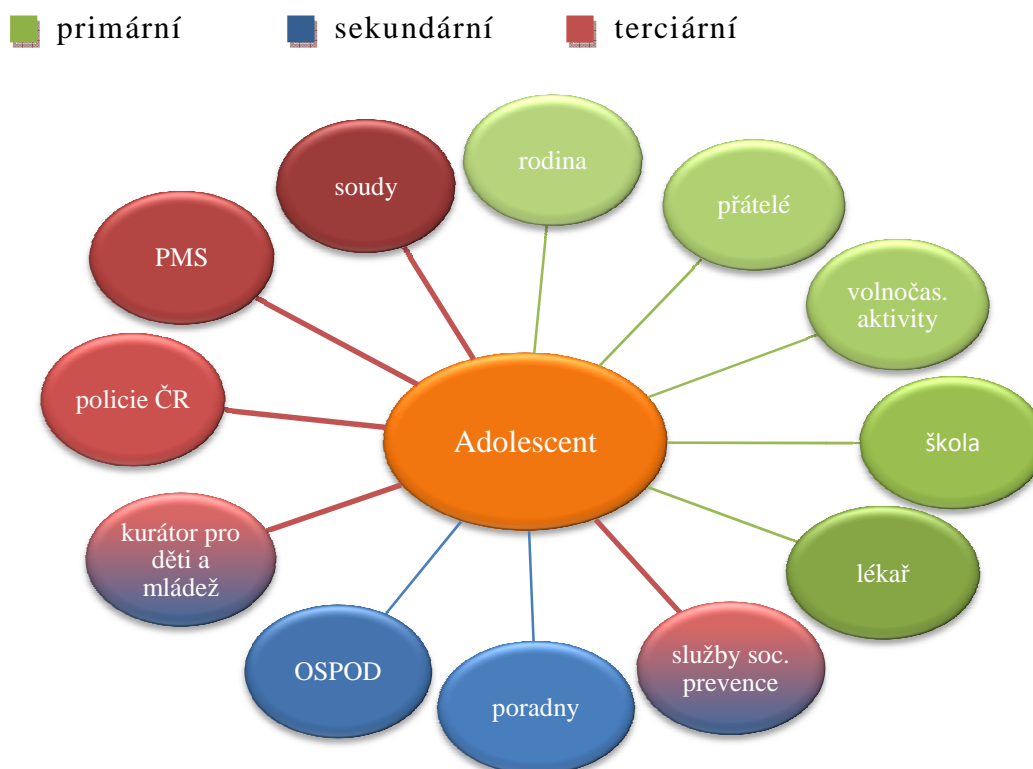 primární sekundární terciární
rodina
přátelé
volnočas.
aktivity
škola
lékař
služby soc.
prevence
poradny
OSPOD
kurátor pro
děti a
mládež
policie ČR
PMS
soudy
Adolescent